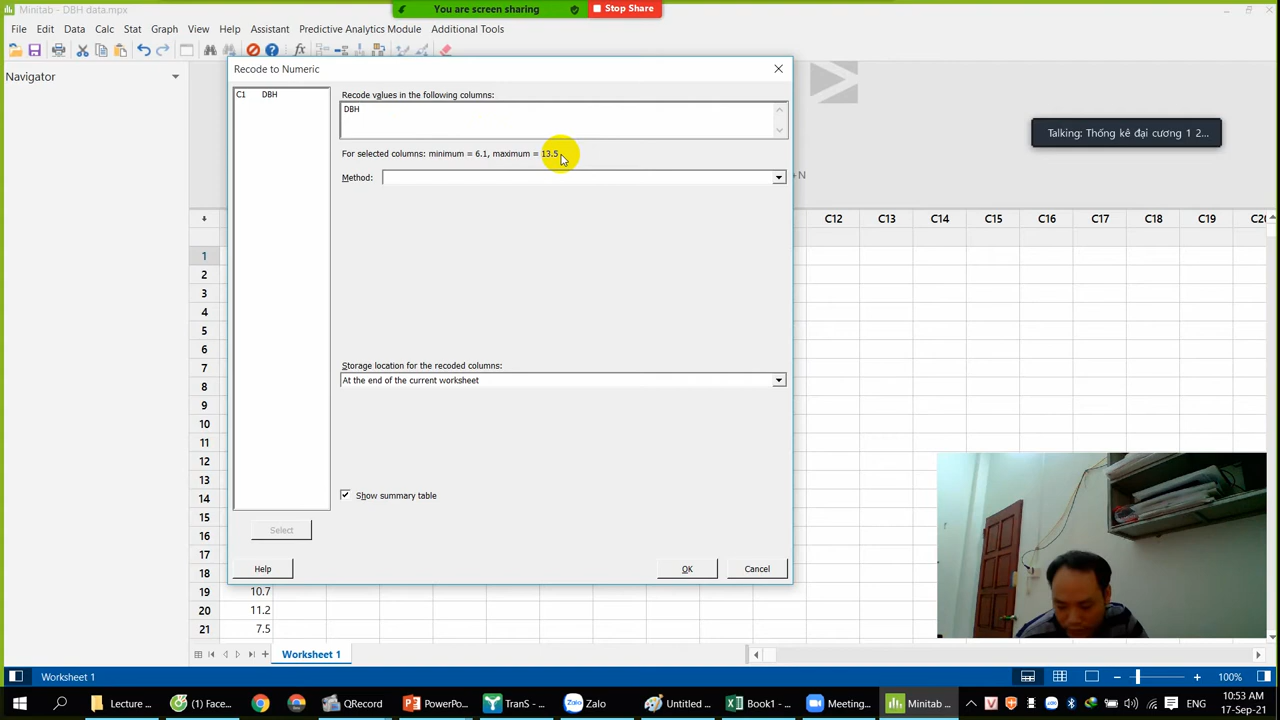 Minitab - DBH data.mpx
You are screen sharing
Stop Share
File Edit Data Calc Stat Graph View Help Assistant Predictive Analytics Module Additional Tools
Navigator
Recode to Numeric
C1 DBH
Recode values in the following columns:
DBH
For selected columns: minimum = 6.1, maximum = 13.5
Method:
Storage location for the recoded columns:
At the end of the current worksheet
Show summary table
Select
Help
OK
Cancel
Talking: Thống kê đại cương 1 2...
+N
C12 C13 C14 C15 C16 C17 C18 C19 C20
1
2
3
4
5
6
7
8
9
10
11
12
13
14
15
16
17
18
19 10.7
20 11.2
21 7.5
Worksheet 1
Worksheet 1
100%
Lecture ...
(1) Face...
QRecord
PowerPo...
TranS - ...
Zalo
Untitled ...
Book1 - ...
Meeting...
Minitab ...
ENG
10:53 AM
17-Sep-21